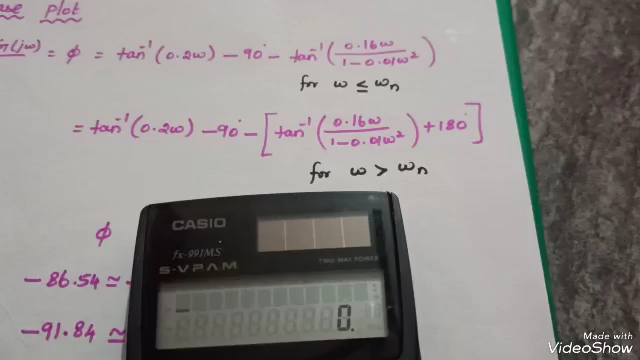 plot
(jω) = φ = tan⁻¹(0.2ω) − 90° − tan⁻¹(0.16ω / 1 − 0.01ω²)
for ω ≤ ωn
= tan⁻¹(0.2ω) − 90° − [tan⁻¹(0.16ω / 1 − 0.01ω²) + 180°]
for ω > ωn
φ
−86.54 ≃
−91.84 ≃
CASIO
fx-991MS
S-V.P.A.M.
TWO WAY POWER
0.
Made with
VideoShow